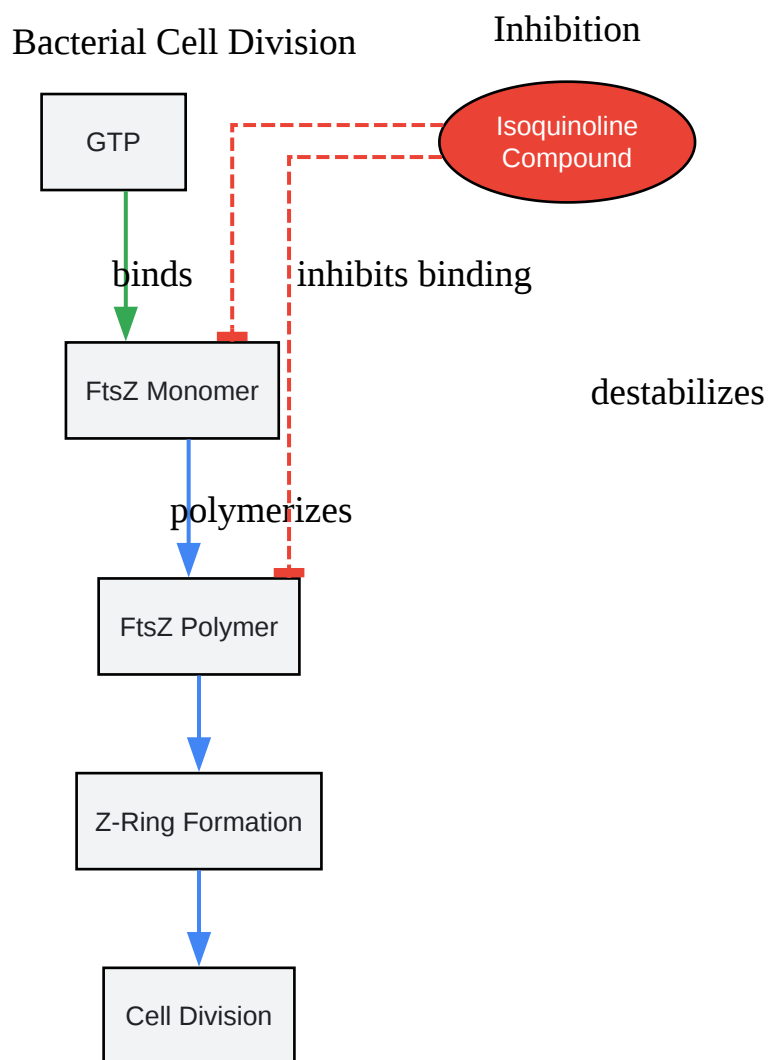 Bacterial Cell Division
Inhibition
GTP
Isoquinoline
Compound
binds
inhibits binding
FtsZ Monomer
destabilizes
polymerizes
FtsZ Polymer
Z-Ring Formation
Cell Division